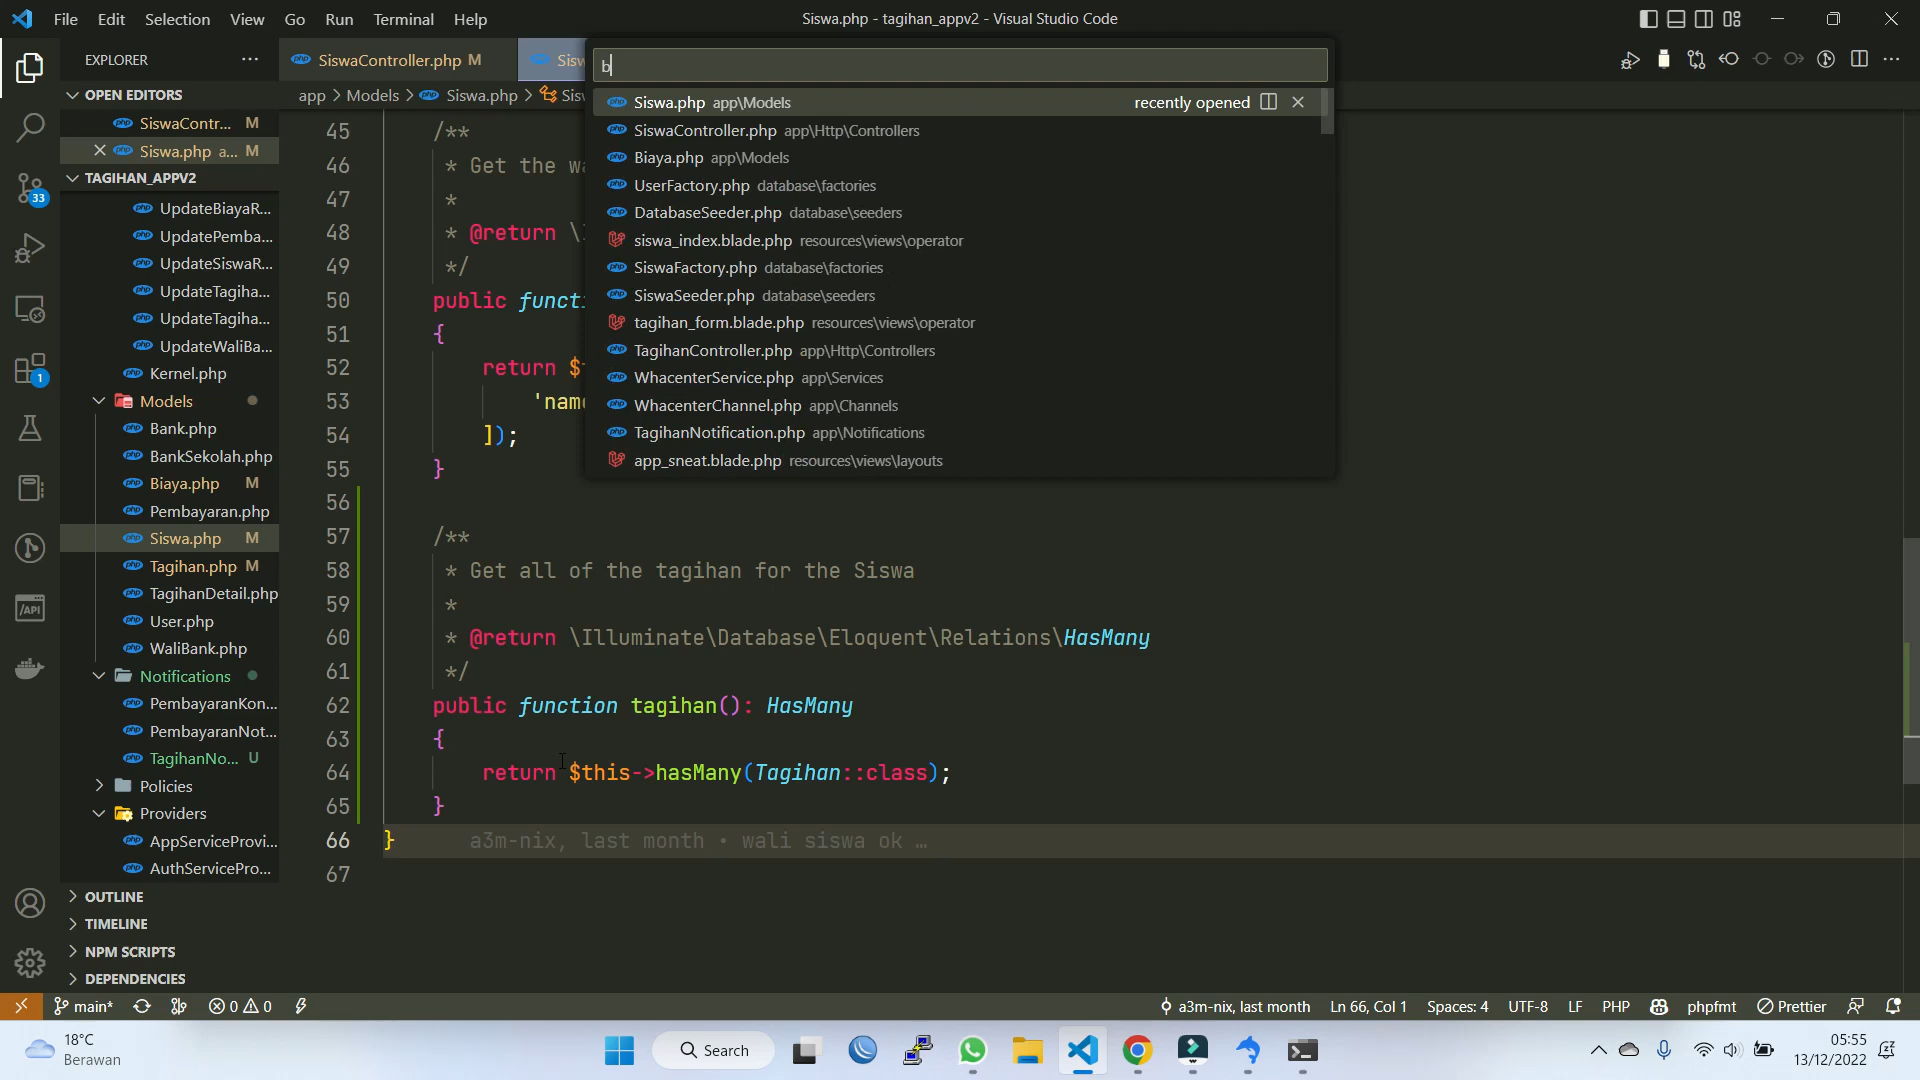 File Edit Selection View Go Run Terminal Help
Siswa.php - tagihan_appv2 - Visual Studio Code
EXPLORER
SiswaController.php M
Sisw
b
OPEN EDITORS
SiswaContr... M
Siswa.php a... M
TAGIHAN_APPV2
UpdateBiayaR...
UpdatePemba...
UpdateSiswaR...
UpdateTagiha...
UpdateTagiha...
UpdateWaliBa...
Kernel.php
Models
Bank.php
BankSekolah.php
Biaya.php M
Pembayaran.php
Siswa.php M
Tagihan.php M
TagihanDetail.php
User.php
WaliBank.php
Notifications
PembayaranKon...
PembayaranNot...
TagihanNo... U
Policies
Providers
AppServiceProvi...
AuthServicePro...
OUTLINE
TIMELINE
NPM SCRIPTS
DEPENDENCIES
33
1
app > Models > Siswa.php > Sisw
Siswa.php app\Models recently opened
SiswaController.php app\Http\Controllers
Biaya.php app\Models
UserFactory.php database\factories
DatabaseSeeder.php database\seeders
siswa_index.blade.php resources\views\operator
SiswaFactory.php database\factories
SiswaSeeder.php database\seeders
tagihan_form.blade.php resources\views\operator
TagihanController.php app\Http\Controllers
WhacenterService.php app\Services
WhacenterChannel.php app\Channels
TagihanNotification.php app\Notifications
app_sneat.blade.php resources\views\layouts
45 /**
46 * Get the wa
47 *
48 * @return \I
49 */
50 public functi
51 {
52 return $t
53 'name
54 ]);
55 }
56
57 /**
58 * Get all of the tagihan for the Siswa
59 *
60 * @return \Illuminate\Database\Eloquent\Relations\HasMany
61 */
62 public function tagihan(): HasMany
63 {
64 return $this->hasMany(Tagihan::class);
65 }
66 } a3m-nix, last month • wali siswa ok …
67
main* 0 0 a3m-nix, last month Ln 66, Col 1 Spaces: 4 UTF-8 LF PHP phpfmt Prettier
18°C
Berawan
Search
05:55
13/12/2022